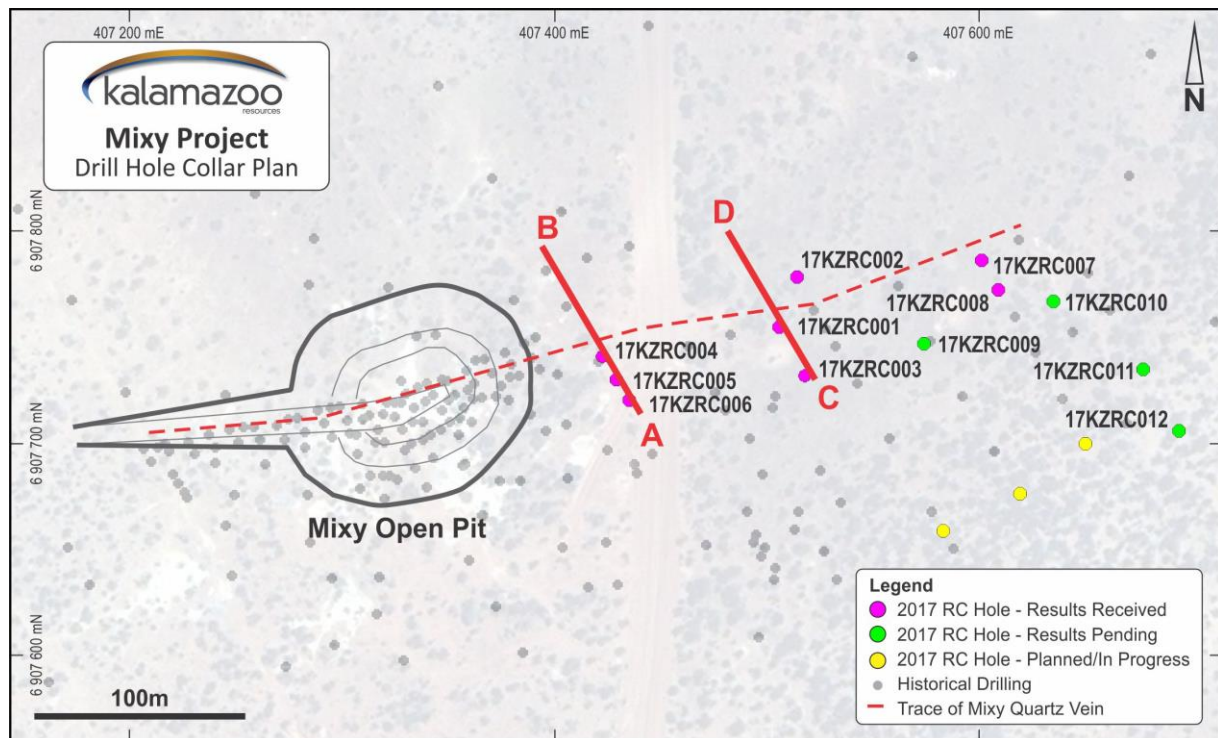 407 200 mE
407 400 mE
407 600 mE
kalamazoo
resources
Mixy Project
Drill Hole Collar Plan
N
6 907 800 mN
B
D
17KZRC002
17KZRC007
17KZRC008
17KZRC010
17KZRC001
17KZRC009
17KZRC004
17KZRC005
17KZRC003
17KZRC011
17KZRC006
C
A
17KZRC012
6 907 700 mN
Mixy Open Pit
6 907 600 mN
100m
Legend
2017 RC Hole - Results Received
2017 RC Hole - Results Pending
2017 RC Hole - Planned/In Progress
Historical Drilling
Trace of Mixy Quartz Vein